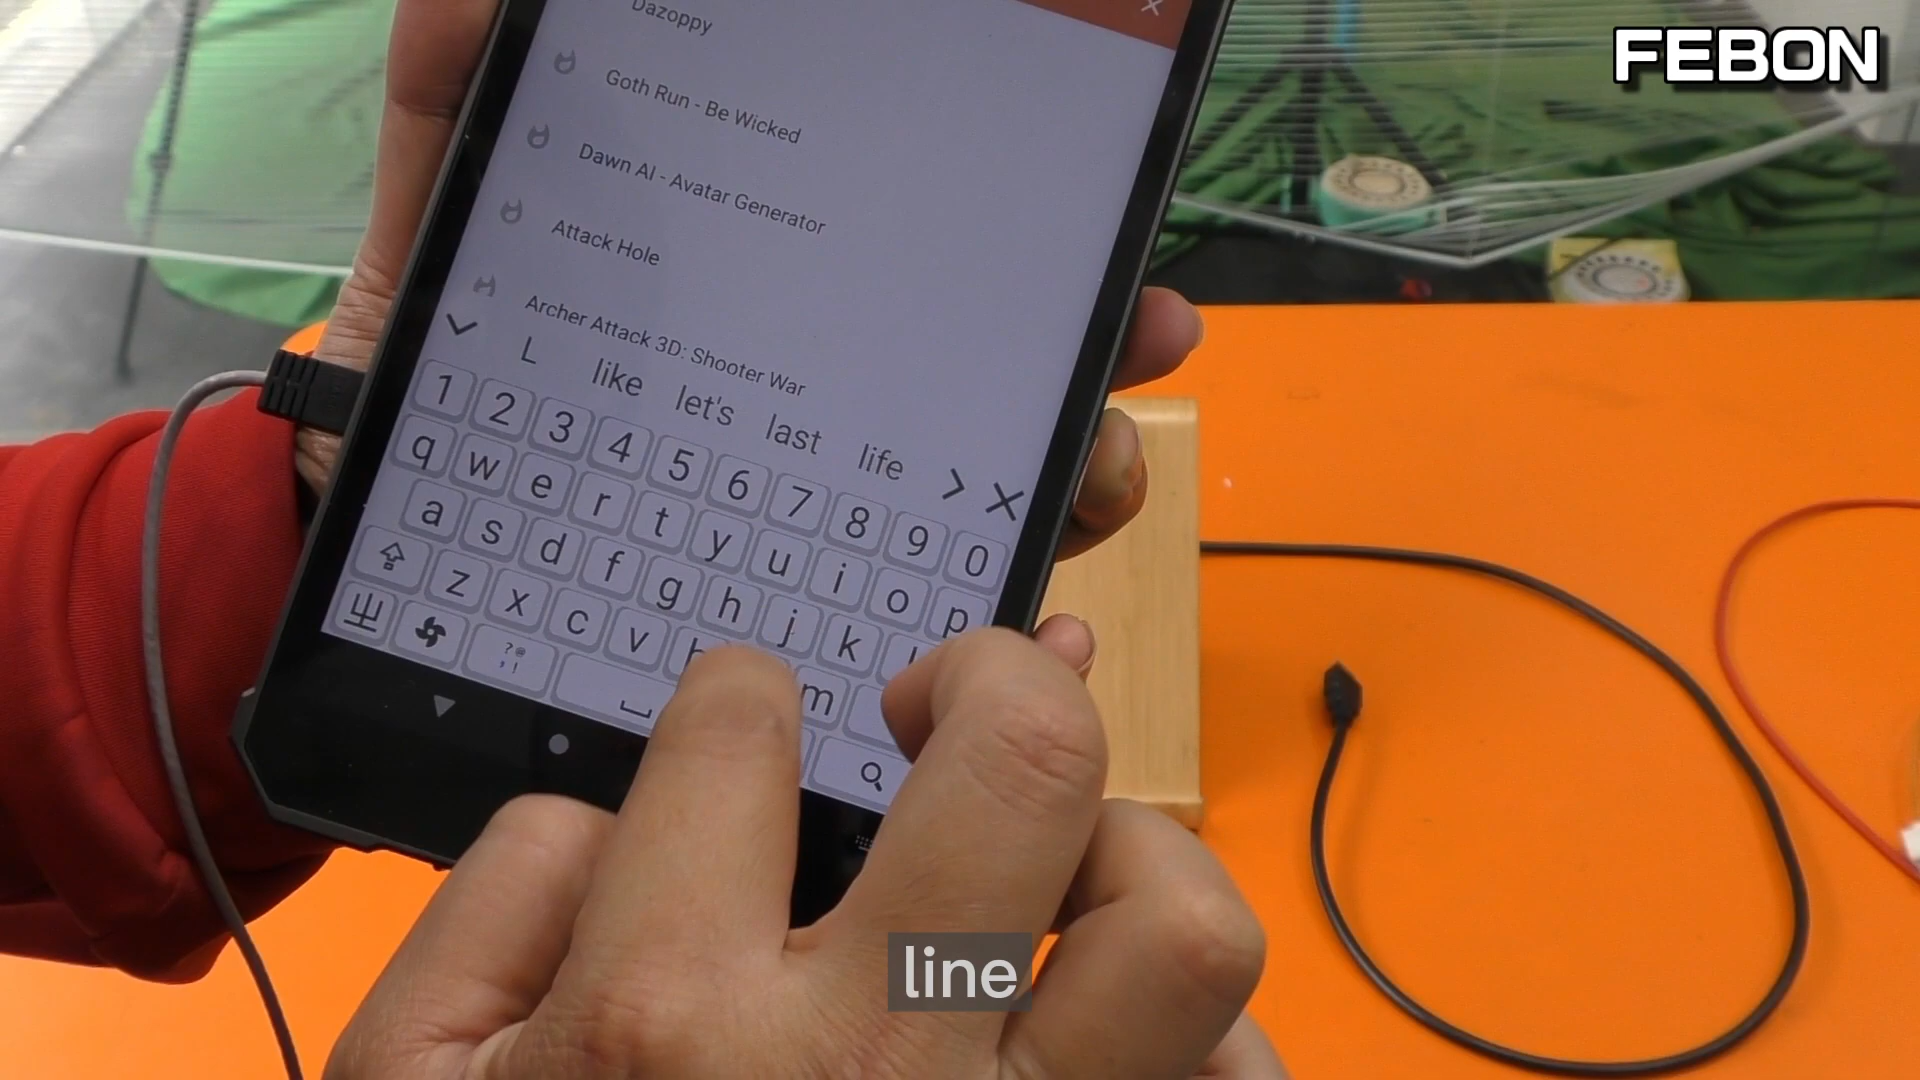 FEBON
Dazoppy
Goth Run - Be Wicked
Dawn AI - Avatar Generator
Attack Hole
Archer Attack 3D: Shooter War
L like let's last life
1 2 3 4 5 6 7 8 9 0
q w e r t y u i o p
a s d f g h j k
z x c v b m
?@
,!
line